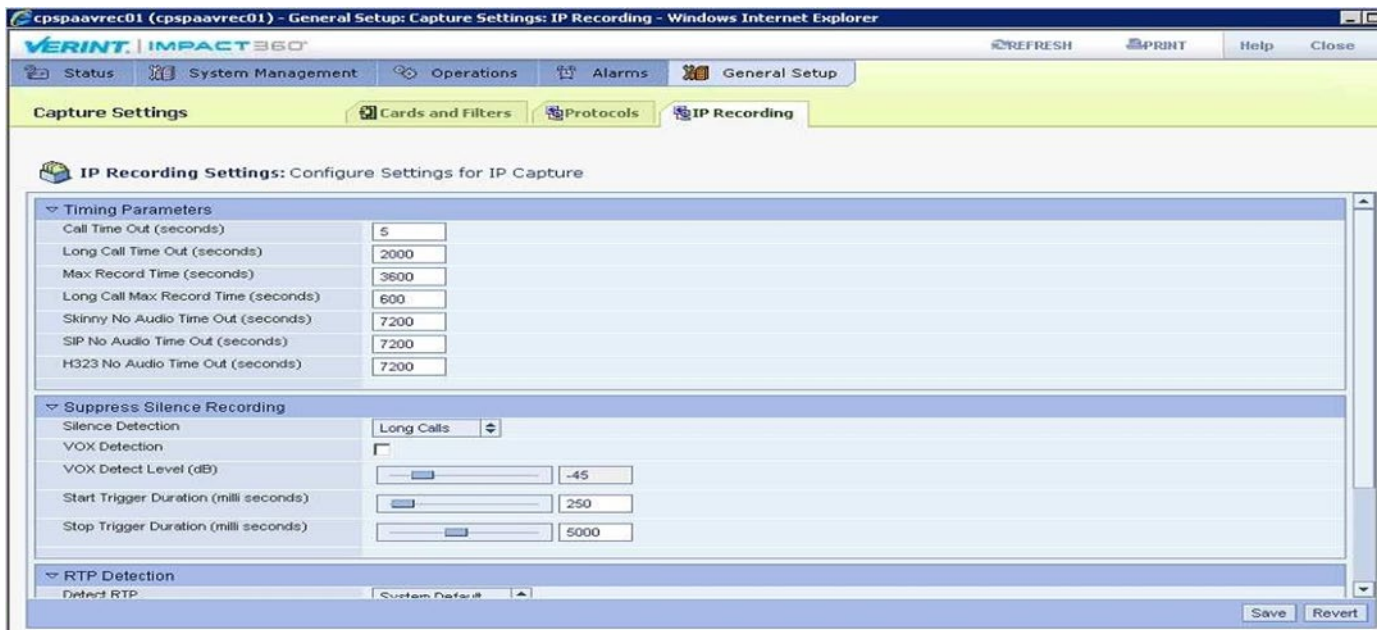 cpspaavrec01 (cpspaavrec01) - General Setup: Capture Settings: IP Recording - Windows Internet Explorer
VERINT. | IMPACT360° REFRESH PRINT Help Close
Status System Management Operations Alarms General Setup
Capture Settings Cards and Filters Protocols IP Recording
IP Recording Settings: Configure Settings for IP Capture
Timing Parameters
Call Time Out (seconds) 5
Long Call Time Out (seconds) 2000
Max Record Time (seconds) 3600
Long Call Max Record Time (seconds) 600
Skinny No Audio Time Out (seconds) 7200
SIP No Audio Time Out (seconds) 7200
H323 No Audio Time Out (seconds) 7200
Suppress Silence Recording
Silence Detection Long Calls
VOX Detection
VOX Detect Level (dB) -45
Start Trigger Duration (milli seconds) 250
Stop Trigger Duration (milli seconds) 5000
RTP Detection
Detect RTP System Default
Save Revert